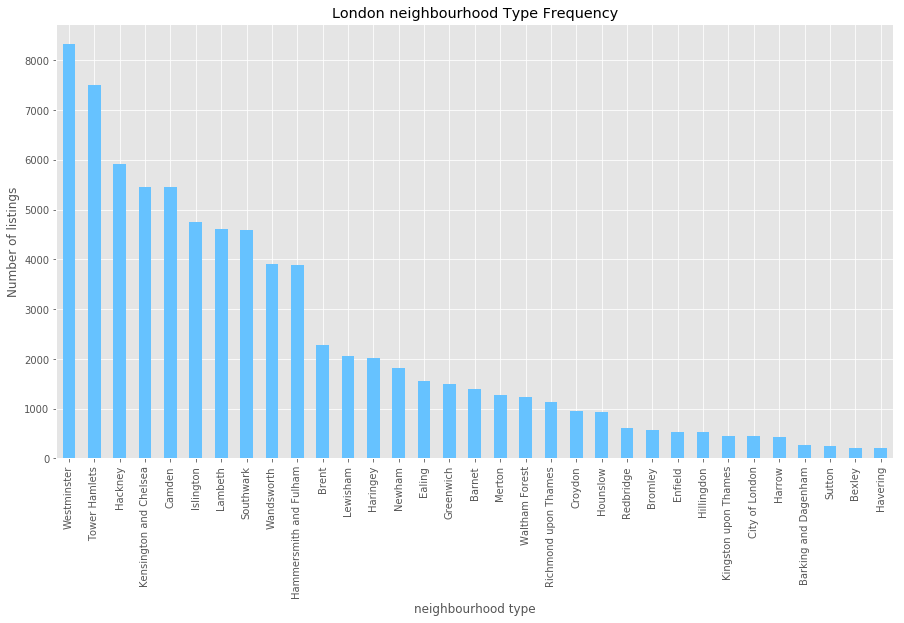 London neighbourhood Type Frequency
Number of listings
8000
7000
6000
5000
4000
3000
2000
1000
0
Westminster
Tower Hamlets
Hackney
Kensington and Chelsea
Camden
Islington
Lambeth
Southwark
Wandsworth
Hammersmith and Fulham
Brent
Lewisham
Haringey
Newham
Ealing
Greenwich
Barnet
Merton
Waltham Forest
Richmond upon Thames
Croydon
Hounslow
Redbridge
Bromley
Enfield
Hillingdon
Kingston upon Thames
City of London
Harrow
Barking and Dagenham
Sutton
Bexley
Havering
neighbourhood type